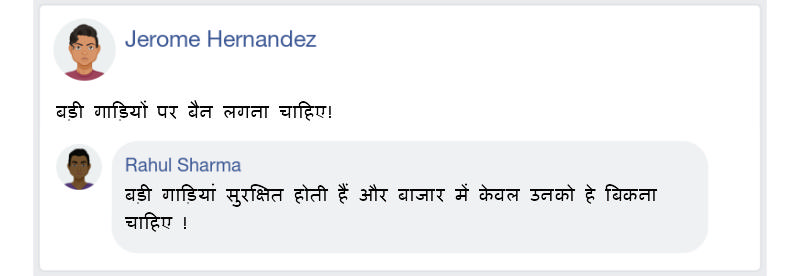 Jerome Hernandez
बड़ी गाड़ियों पर बैन लगना चाहिए!
Rahul Sharma
बड़ी गाड़ियां सुरक्षित होती हैं और बाजार में केवल उनको हे बिकना
चाहिए !